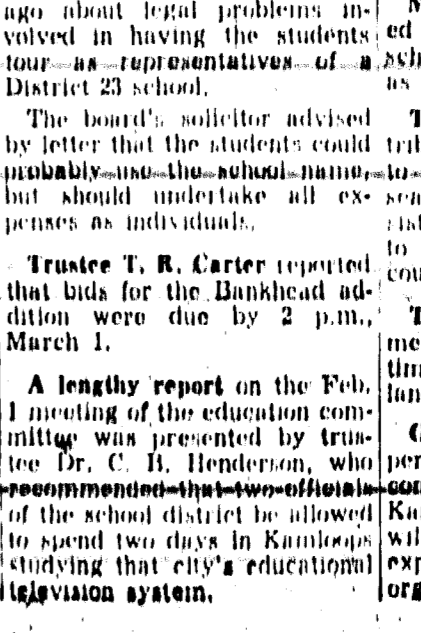 ago about legal problems in-
volved in having the students
tour as representatives of a
District 23 school.
The board's solicitor advised
by letter that the students could
probably use the school name,
but should undertake all ex-
penses as individuals.
Trustee T. R. Carter reported
that bids for the Bankhead ad-
dition were due by 2 p.m.,
March 1.
A lengthy report on the Feb.
1 meeting of the education com-
mittee was presented by trus-
tee Dr. C. B. Henderson, who
recommended that two officials
of the school district be allowed
to spend two days in Kamloops
studying that city's educational
television system.